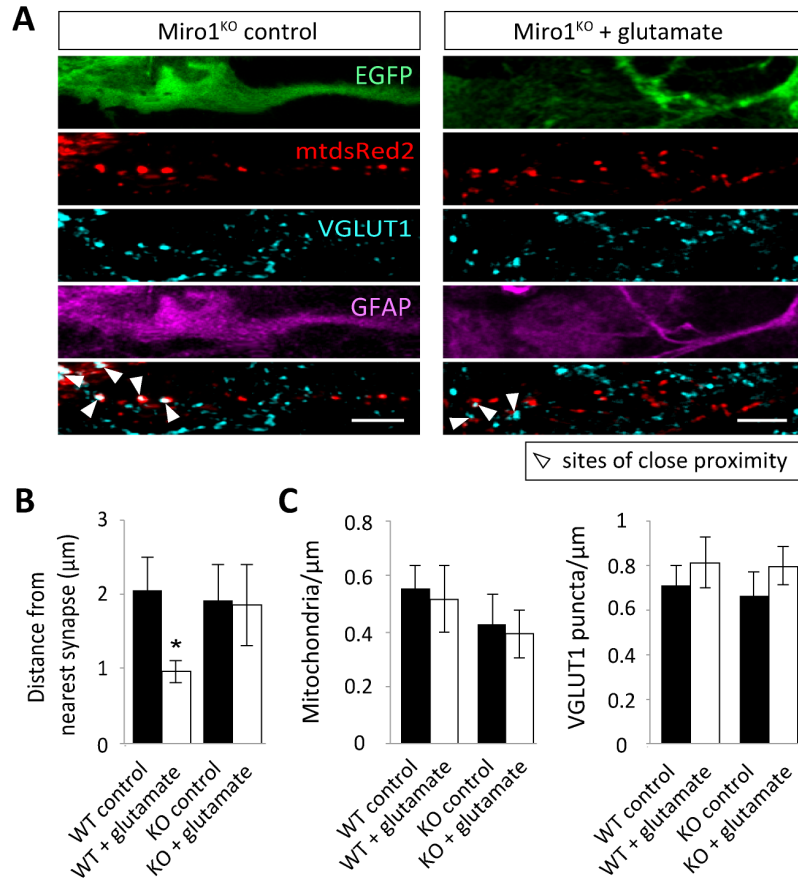 A
Miro1KO control
Miro1KO + glutamate
EGFP
mtdsRed2
VGLUT1
GFAP
sites of close proximity
B
Distance from
nearest synapse (μm)
3
2
1
0
*
WT control
WT + glutamate
KO control
KO + glutamate
C
Mitochondria/μm
0.8
0.6
0.4
0.2
0
WT control
WT + glutamate
KO control
KO + glutamate
VGLUT1 puncta/μm
1
0.8
0.6
0.4
0.2
0
WT control
WT + glutamate
KO control
KO + glutamate